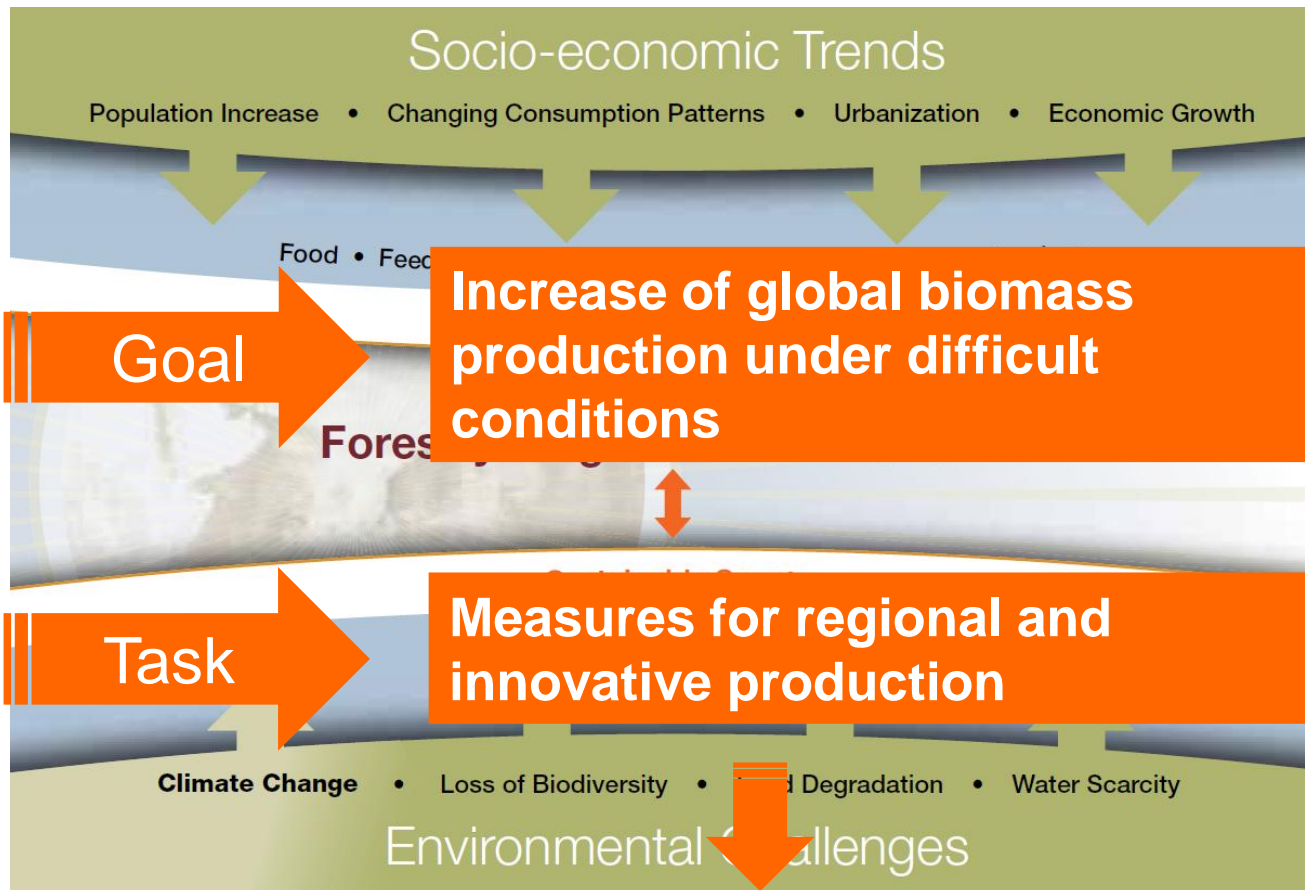 Socio-economic Trends
Population Increase • Changing Consumption Patterns • Urbanization • Economic Growth
Food • Feed
Goal
Increase of global biomass
production under difficult
conditions
Task
Measures for regional and
innovative production
Climate Change • Loss of Biodiversity • Degradation • Water Scarcity
Environmental